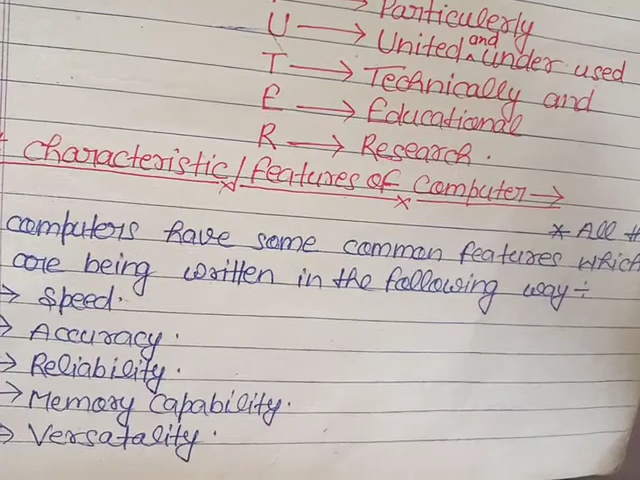 → Particulerly
U → United and under used
T → Technically and
E → Educational
R → Research.
Characteristic/features of Computer →
* All
computers have some common features which
are being written in the following way÷
→ Speed.
→ Accuracy.
→ Reliability.
→ Memory Capability.
→ Versatality.